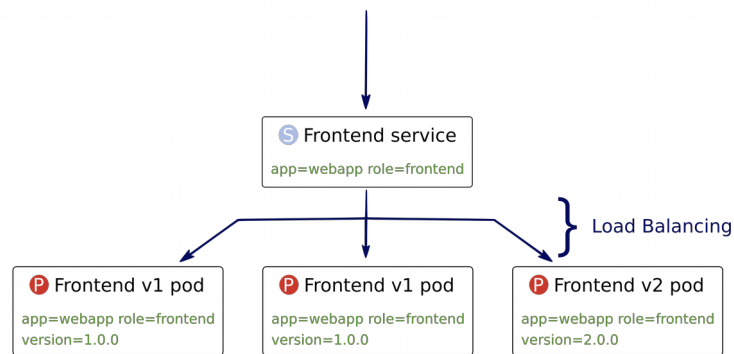 S Frontend service
app=webapp role=frontend
Load Balancing
P Frontend v1 pod
app=webapp role=frontend
version=1.0.0
P Frontend v1 pod
app=webapp role=frontend
version=1.0.0
P Frontend v2 pod
app=webapp role=frontend
version=2.0.0